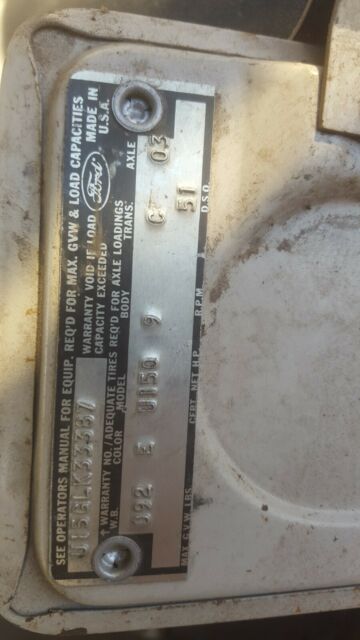 SEE OPERATORS MANUAL FOR EQUIP. REQ'D FOR MAX. GVW & LOAD CAPACITIES
WARRANTY VOID IF LOAD Ford MADE IN
CAPACITY EXCEEDED U.S.A.
U15GLK33387
↑ WARRANTY NO./ADEQUATE TIRES REQ'D FOR AXLE LOADINGS
W.B. COLOR MODEL BODY TRANS. AXLE
092 E U150 9 C 03
51
MAX. G.V.W. LBS. CERT. NET H.P. R.P.M. D.S.O.